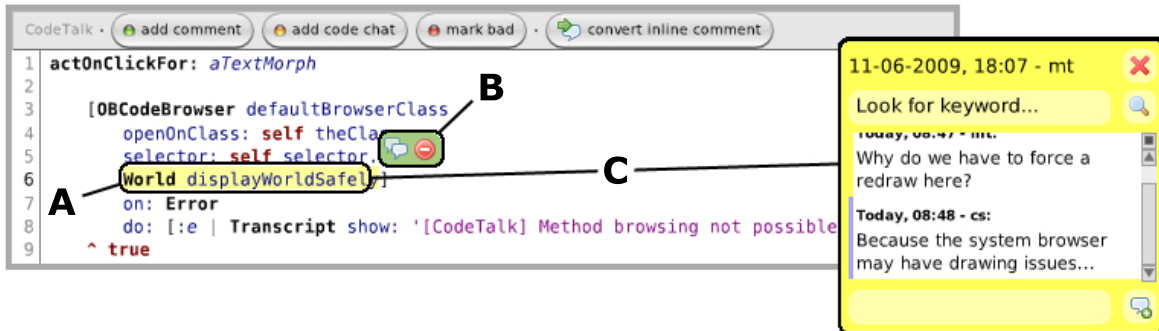 CodeTalk · add comment add code chat mark bad · convert inline comment
1 actOnClickFor: aTextMorph
2
3 [OBCodeBrowser defaultBrowserClass
4 openOnClass: self theCla
5 selector: self selector.
6 World displayWorldSafely]
7 on: Error
8 do: [:e | Transcript show: '[CodeTalk] Method browsing not possible
9 ^ true
A
B
C
11-06-2009, 18:07 - mt
Look for keyword...
Today, 08:47 - mt:
Why do we have to force a
redraw here?
Today, 08:48 - cs:
Because the system browser
may have drawing issues...